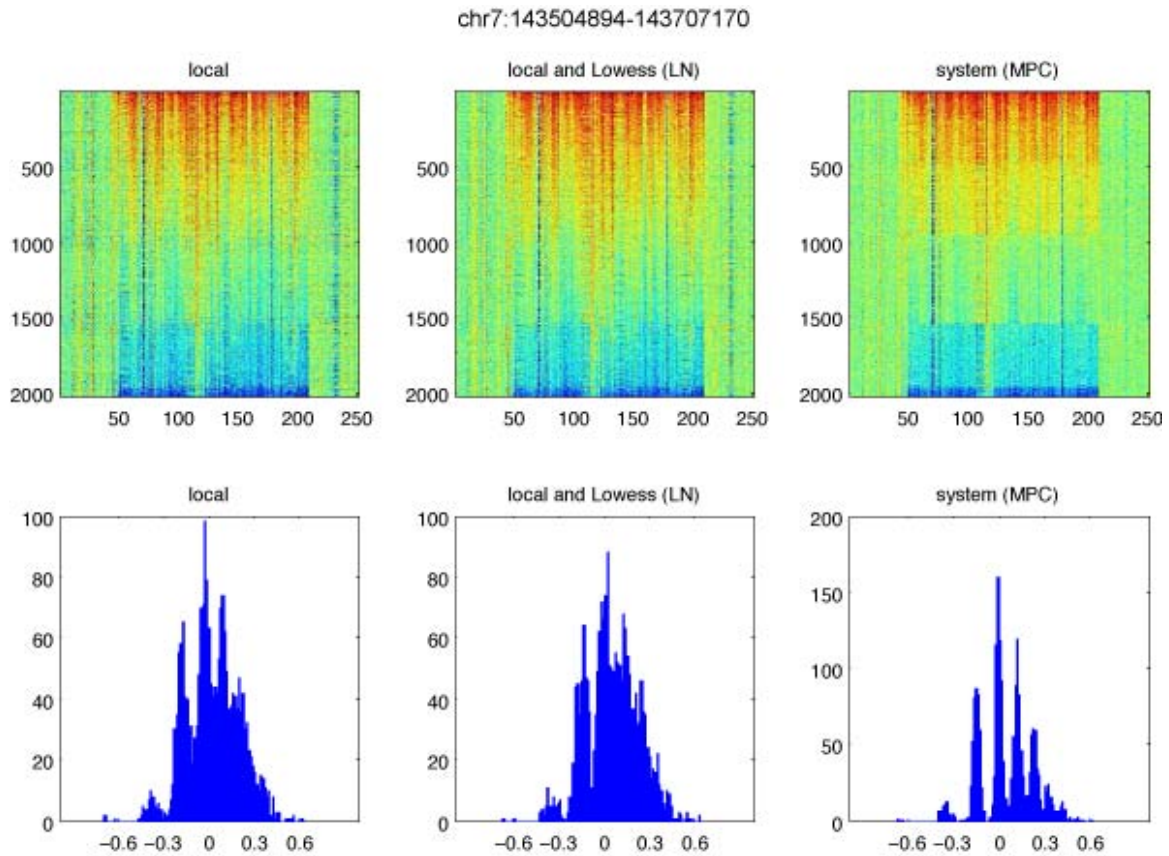 chr7:143504894-143707170
local
local and Lowess (LN)
system (MPC)
500
1000
1500
2000
50 100 150 200 250
500
1000
1500
2000
50 100 150 200 250
500
1000
1500
2000
50 100 150 200 250
local
local and Lowess (LN)
system (MPC)
100
80
60
40
20
0
−0.6 −0.3 0 0.3 0.6
100
80
60
40
20
0
−0.6 −0.3 0 0.3 0.6
200
150
100
50
0
−0.6 −0.3 0 0.3 0.6